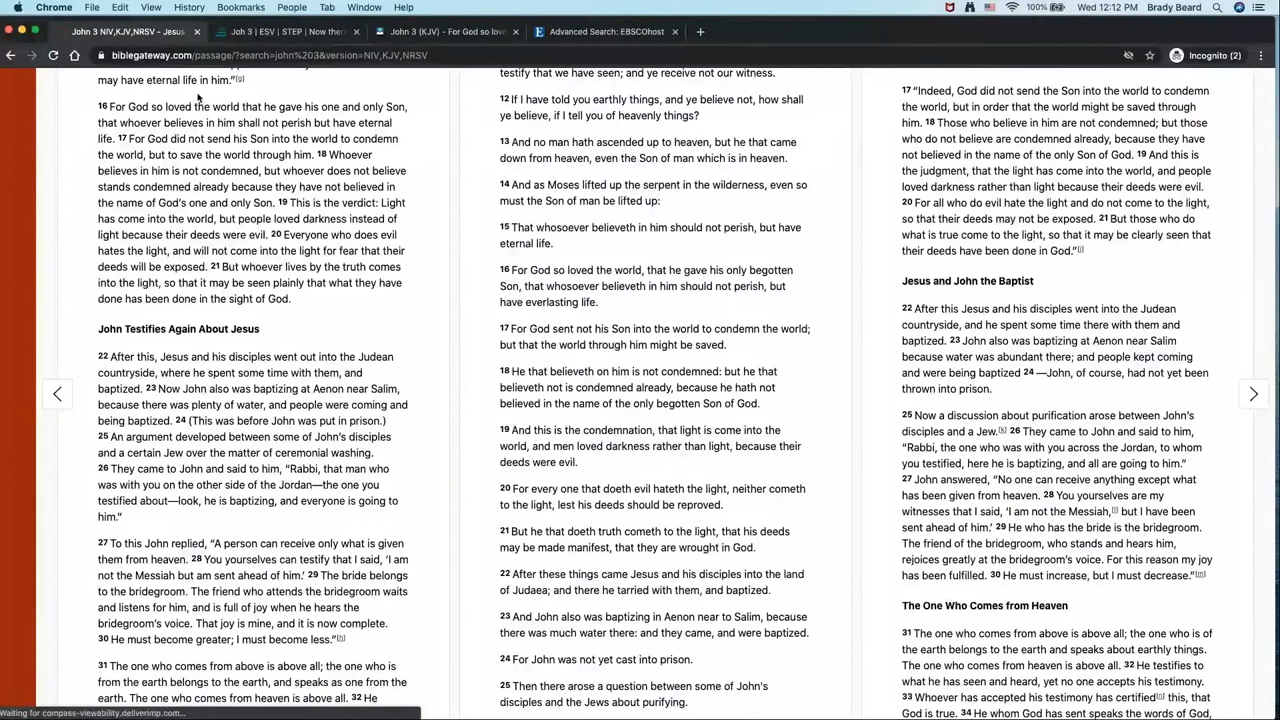 Chrome File Edit View History Bookmarks People Tab Window Help 100% Wed 12:12 PM Brady Beard
John 3 NIV,KJV,NRSV - Jesus Joh 3 | ESV | STEP | Now ther John 3 (KJV) - For God so lov Advanced Search: EBSCOhost
biblegateway.com/passage/?search=john%203&version=NIV,KJV,NRSV Incognito (2)
may have eternal life in him.”[g]
16 For God so loved the world that he gave his one and only Son,
that whoever believes in him shall not perish but have eternal
life. 17 For God did not send his Son into the world to condemn
the world, but to save the world through him. 18 Whoever
believes in him is not condemned, but whoever does not believe
stands condemned already because they have not believed in
the name of God’s one and only Son. 19 This is the verdict: Light
has come into the world, but people loved darkness instead of
light because their deeds were evil. 20 Everyone who does evil
hates the light, and will not come into the light for fear that their
deeds will be exposed. 21 But whoever lives by the truth comes
into the light, so that it may be seen plainly that what they have
done has been done in the sight of God.
John Testifies Again About Jesus
22 After this, Jesus and his disciples went out into the Judean
countryside, where he spent some time with them, and
baptized. 23 Now John also was baptizing at Aenon near Salim,
because there was plenty of water, and people were coming and
being baptized. 24 (This was before John was put in prison.)
25 An argument developed between some of John’s disciples
and a certain Jew over the matter of ceremonial washing.
26 They came to John and said to him, “Rabbi, that man who
was with you on the other side of the Jordan—the one you
testified about—look, he is baptizing, and everyone is going to
him.”
27 To this John replied, “A person can receive only what is given
them from heaven. 28 You yourselves can testify that I said, ‘I am
not the Messiah but am sent ahead of him.’ 29 The bride belongs
to the bridegroom. The friend who attends the bridegroom waits
and listens for him, and is full of joy when he hears the
bridegroom’s voice. That joy is mine, and it is now complete.
30 He must become greater; I must become less.”[h]
31 The one who comes from above is above all; the one who is
from the earth belongs to the earth, and speaks as one from the
earth. The one who comes from heaven is above all. 32 He
testify that we have seen; and ye receive not our witness.
12 If I have told you earthly things, and ye believe not, how shall
ye believe, if I tell you of heavenly things?
13 And no man hath ascended up to heaven, but he that came
down from heaven, even the Son of man which is in heaven.
14 And as Moses lifted up the serpent in the wilderness, even so
must the Son of man be lifted up:
15 That whosoever believeth in him should not perish, but have
eternal life.
16 For God so loved the world, that he gave his only begotten
Son, that whosoever believeth in him should not perish, but
have everlasting life.
17 For God sent not his Son into the world to condemn the world;
but that the world through him might be saved.
18 He that believeth on him is not condemned: but he that
believeth not is condemned already, because he hath not
believed in the name of the only begotten Son of God.
19 And this is the condemnation, that light is come into the
world, and men loved darkness rather than light, because their
deeds were evil.
20 For every one that doeth evil hateth the light, neither cometh
to the light, lest his deeds should be reproved.
21 But he that doeth truth cometh to the light, that his deeds
may be made manifest, that they are wrought in God.
22 After these things came Jesus and his disciples into the land
of Judaea; and there he tarried with them, and baptized.
23 And John also was baptizing in Aenon near to Salim, because
there was much water there: and they came, and were baptized.
24 For John was not yet cast into prison.
25 Then there arose a question between some of John's
disciples and the Jews about purifying.
17 “Indeed, God did not send the Son into the world to condemn
the world, but in order that the world might be saved through
him. 18 Those who believe in him are not condemned; but those
who do not believe are condemned already, because they have
not believed in the name of the only Son of God. 19 And this is
the judgment, that the light has come into the world, and people
loved darkness rather than light because their deeds were evil.
20 For all who do evil hate the light and do not come to the light,
so that their deeds may not be exposed. 21 But those who do
what is true come to the light, so that it may be clearly seen that
their deeds have been done in God.”[j]
Jesus and John the Baptist
22 After this Jesus and his disciples went into the Judean
countryside, and he spent some time there with them and
baptized. 23 John also was baptizing at Aenon near Salim
because water was abundant there; and people kept coming
and were being baptized 24 —John, of course, had not yet been
thrown into prison.
25 Now a discussion about purification arose between John’s
disciples and a Jew.[k] 26 They came to John and said to him,
“Rabbi, the one who was with you across the Jordan, to whom
you testified, here he is baptizing, and all are going to him.”
27 John answered, “No one can receive anything except what
has been given from heaven. 28 You yourselves are my
witnesses that I said, ‘I am not the Messiah,[l] but I have been
sent ahead of him.’ 29 He who has the bride is the bridegroom.
The friend of the bridegroom, who stands and hears him,
rejoices greatly at the bridegroom’s voice. For this reason my joy
has been fulfilled. 30 He must increase, but I must decrease.”[m]
The One Who Comes from Heaven
31 The one who comes from above is above all; the one who is of
the earth belongs to the earth and speaks about earthly things.
The one who comes from heaven is above all. 32 He testifies to
what he has seen and heard, yet no one accepts his testimony.
33 Whoever has accepted his testimony has certified[n] this, that
God is true. 34 He whom God has sent speaks the words of God,
Waiting for compass-viewability.deliverimp.com...